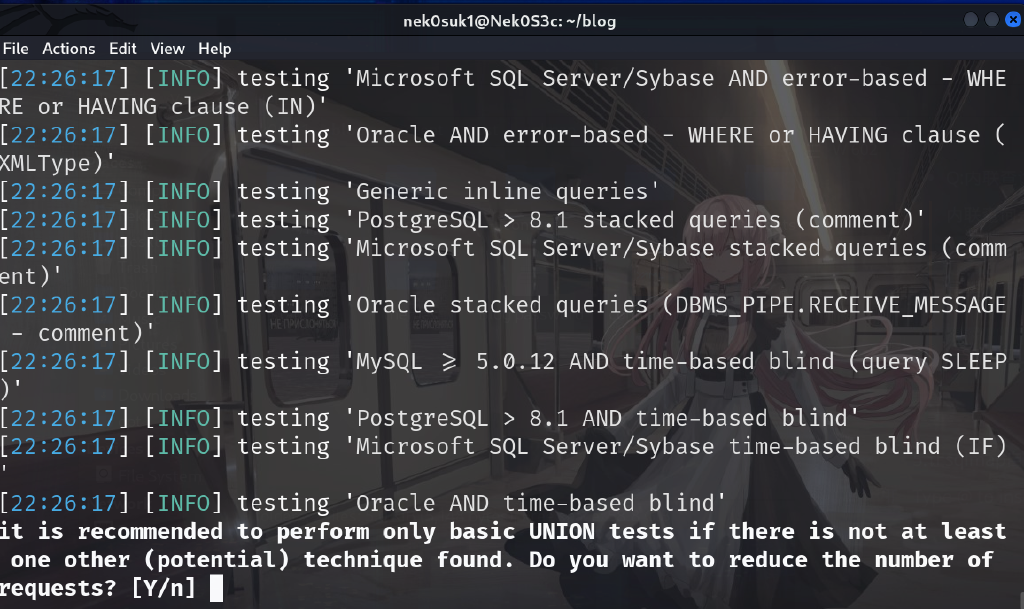 nek0suk1@Nek0S3c: ~/blog
File Actions Edit View Help
[22:26:17] [INFO] testing 'Microsoft SQL Server/Sybase AND error-based - WHE
RE or HAVING clause (IN)'
[22:26:17] [INFO] testing 'Oracle AND error-based - WHERE or HAVING clause (
XMLType)'
[22:26:17] [INFO] testing 'Generic inline queries'
[22:26:17] [INFO] testing 'PostgreSQL > 8.1 stacked queries (comment)'
[22:26:17] [INFO] testing 'Microsoft SQL Server/Sybase stacked queries (comm
ent)'
[22:26:17] [INFO] testing 'Oracle stacked queries (DBMS_PIPE.RECEIVE_MESSAGE
 - comment)'
[22:26:17] [INFO] testing 'MySQL ≥ 5.0.12 AND time-based blind (query SLEEP
)'
[22:26:17] [INFO] testing 'PostgreSQL > 8.1 AND time-based blind'
[22:26:17] [INFO] testing 'Microsoft SQL Server/Sybase time-based blind (IF)
'
[22:26:17] [INFO] testing 'Oracle AND time-based blind'
it is recommended to perform only basic UNION tests if there is not at least
 one other (potential) technique found. Do you want to reduce the number of
requests? [Y/n]